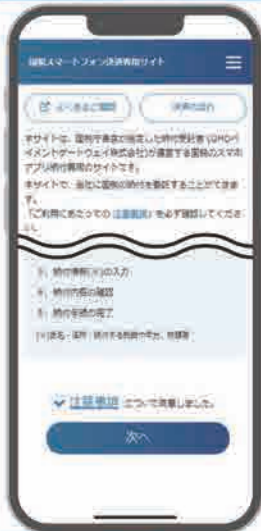 国税スマートフォン決済専用サイト
よくあるご質問
本サイトは、国税庁長官が指定した納付受託者(GMOペ
イメントゲートウェイ株式会社)が運営する国税のスマホ
アプリ納付専用のサイトです。
本サイトで、当社に国税の納付を委託することができま
す。
「ご利用にあたっての 注意事項」を必ず確認してくださ
い。
納付情報(※)の入力
納付内容の確認
納付手続の完了
注意事項 について同意しました。
次へ